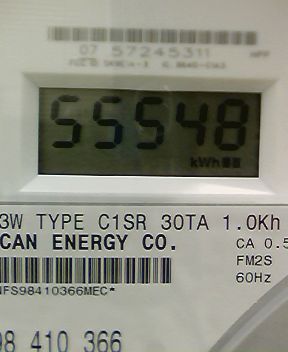 07 57245311
55548
kWh
3W TYPE C1SR 30TA 1.0Kh
CAN ENERGY CO.
CA 0.5
FM2S
60Hz
NFS98410366MEC*
98 410 366